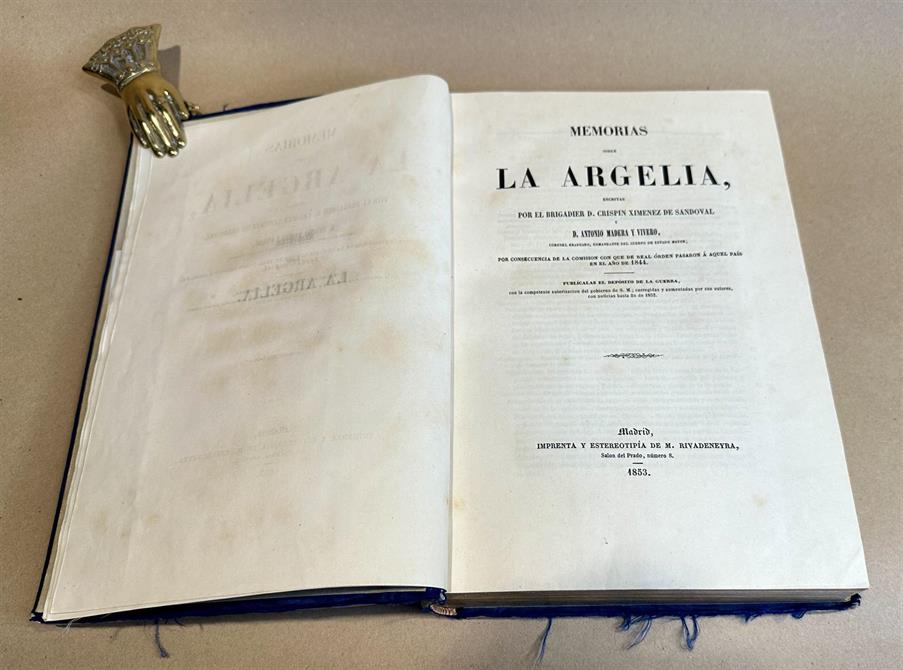 MEMORIAS
SOBRE
LA ARGELIA,
ESCRITAS
POR EL BRIGADIER D. CRISPIN XIMENEZ DE SANDOVAL
Y
D. ANTONIO MADERA Y VIVERO,
CORONEL GRADUADO, COMANDANTE DEL CUERPO DE ESTADO MAYOR;
POR CONSECUENCIA DE LA COMISION CON QUE DE REAL ÓRDEN PASARON Á AQUEL PAÍS
EN EL AÑO DE 1844.
PUBLÍCALAS EL DEPÓSITO DE LA GUERRA,
con la competente autorizacion del gobierno de S. M.; corregidas y aumentadas por sus autores,
con noticias hasta fin de 1852.
Madrid,
IMPRENTA Y ESTEREOTIPÍA DE M. RIVADENEYRA,
Salon del Prado, número 8.
1853.